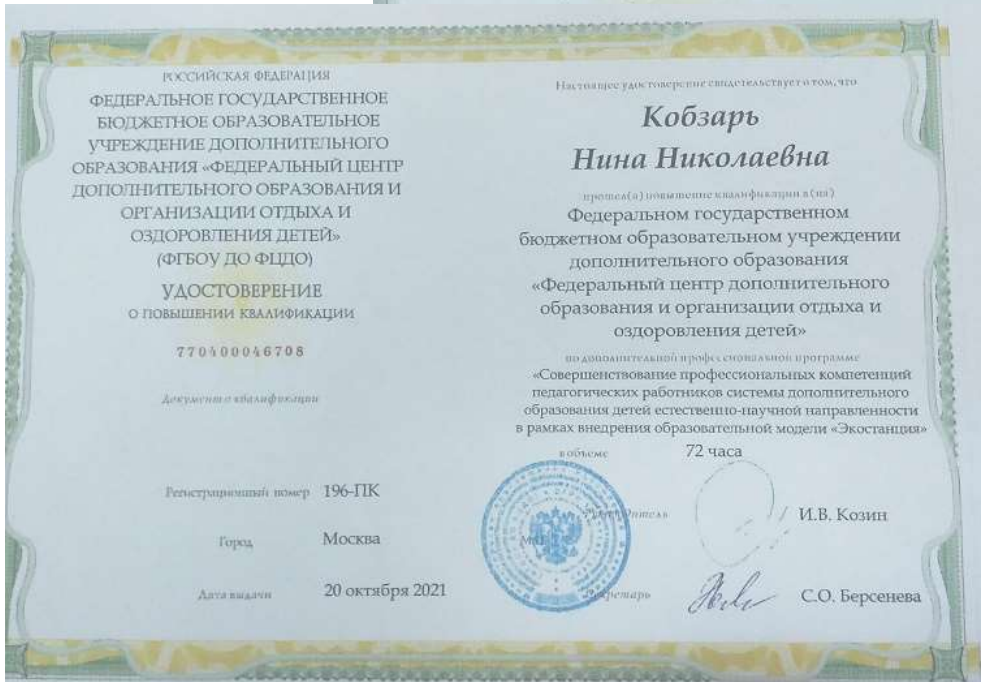 РОССИЙСКАЯ ФЕДЕРАЦИЯ
ФЕДЕРАЛЬНОЕ ГОСУДАРСТВЕННОЕ
БЮДЖЕТНОЕ ОБРАЗОВАТЕЛЬНОЕ
УЧРЕЖДЕНИЕ ДОПОЛНИТЕЛЬНОГО
ОБРАЗОВАНИЯ «ФЕДЕРАЛЬНЫЙ ЦЕНТР
ДОПОЛНИТЕЛЬНОГО ОБРАЗОВАНИЯ И
ОРГАНИЗАЦИИ ОТДЫХА И
ОЗДОРОВЛЕНИЯ ДЕТЕЙ»
(ФГБОУ ДО ФЦДО)
УДОСТОВЕРЕНИЕ
О ПОВЫШЕНИИ КВАЛИФИКАЦИИ
770400046708
Документ о квалификации
Регистрационный номер 196-ПК
Город Москва
Дата выдачи 20 октября 2021
Настоящее удостоверение свидетельствует о том, что
Кобзарь
Нина Николаевна
прошел(а) повышение квалификации в (на)
Федеральном государственном
бюджетном образовательном учреждении
дополнительного образования
«Федеральный центр дополнительного
образования и организации отдыха и
оздоровления детей»
по дополнительной профессиональной программе
«Совершенствование профессиональных компетенций
педагогических работников системы дополнительного
образования детей естественно-научной направленности
в рамках внедрения образовательной модели «Экостанция»
в объеме 72 часа
Руководитель И.В. Козин
М.П.
Секретарь С.О. Берсенева